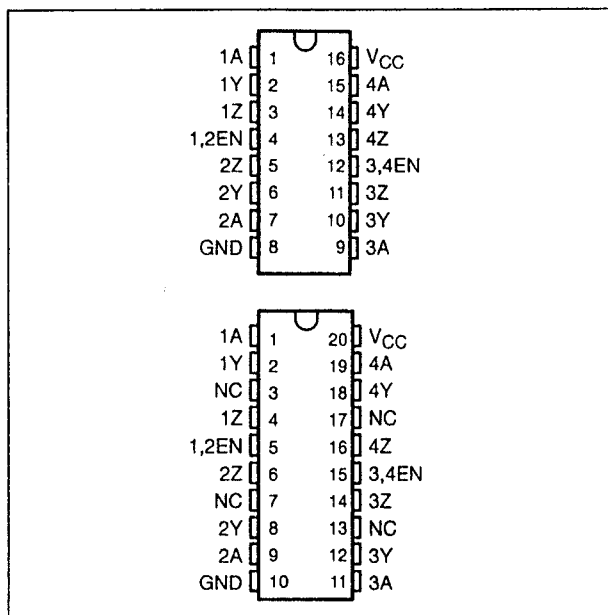 1A 1 16 VCC
1Y 2 15 4A
1Z 3 14 4Y
1,2EN 4 13 4Z
2Z 5 12 3,4EN
2Y 6 11 3Z
2A 7 10 3Y
GND 8 9 3A
1A 1 20 VCC
1Y 2 19 4A
NC 3 18 4Y
1Z 4 17 NC
1,2EN 5 16 4Z
2Z 6 15 3,4EN
NC 7 14 3Z
2Y 8 13 NC
2A 9 12 3Y
GND 10 11 3A